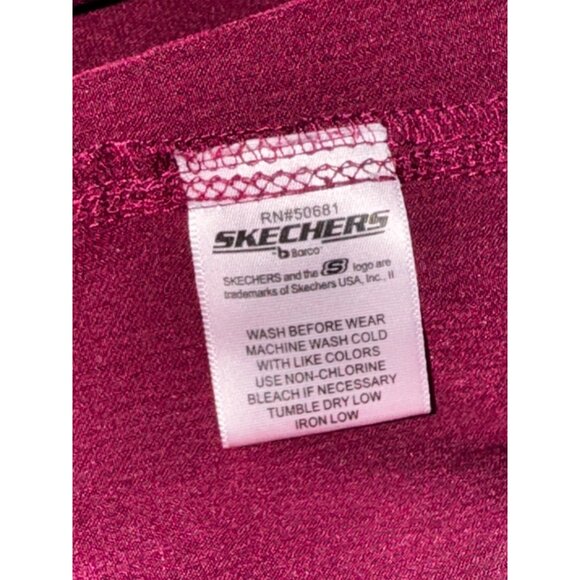 RN#50681
SKECHERS
by Barco
SKECHERS and the S logo are
trademarks of Skechers USA, Inc., II
WASH BEFORE WEAR
MACHINE WASH COLD
WITH LIKE COLORS
USE NON-CHLORINE
BLEACH IF NECESSARY
TUMBLE DRY LOW
IRON LOW